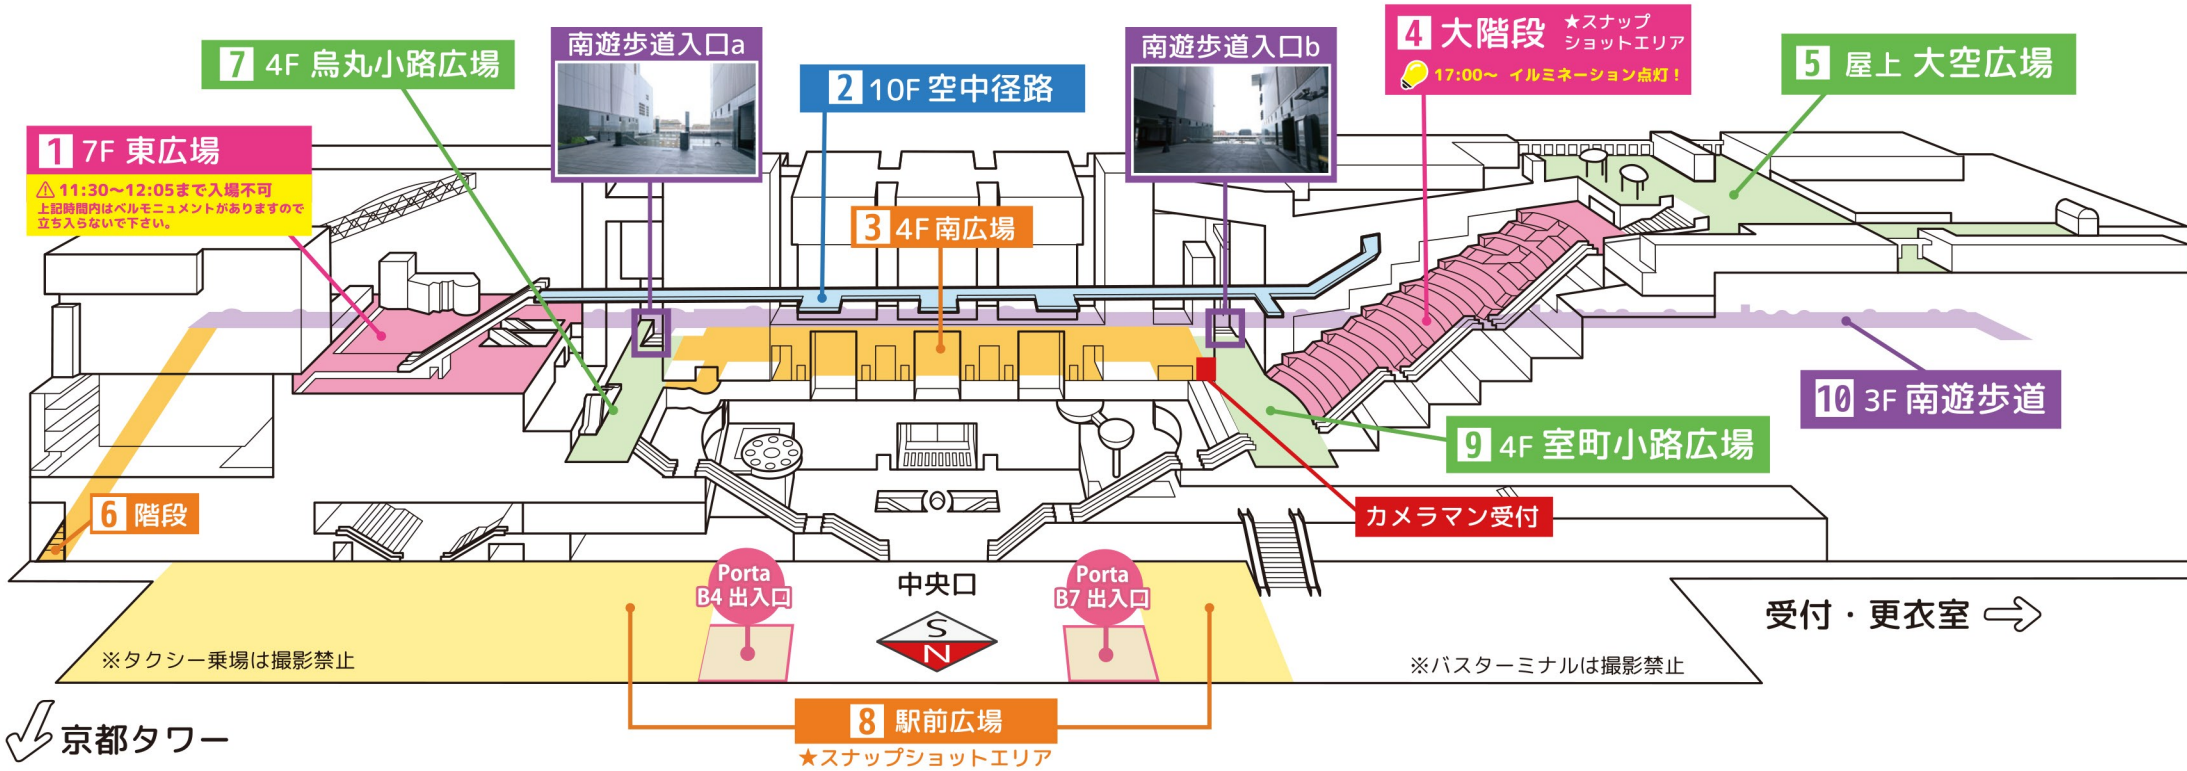 7 4F 烏丸小路広場
南遊歩道入口a
2 10F 空中径路
南遊歩道入口b
4 大階段 ★スナップ
ショットエリア
17:00～ イルミネーション点灯！
5 屋上 大空広場
1 7F 東広場
⚠ 11:30～12:05まで入場不可
上記時間内はベルモニュメントがありますので
立ち入らないで下さい。
3 4F 南広場
10 3F 南遊歩道
9 4F 室町小路広場
6 階段
カメラマン受付
Porta
B4 出入口
中央口
Porta
B7 出入口
S
N
受付・更衣室 ⇨
※タクシー乗場は撮影禁止
※バスターミナルは撮影禁止
8 駅前広場
★スナップショットエリア
京都タワー